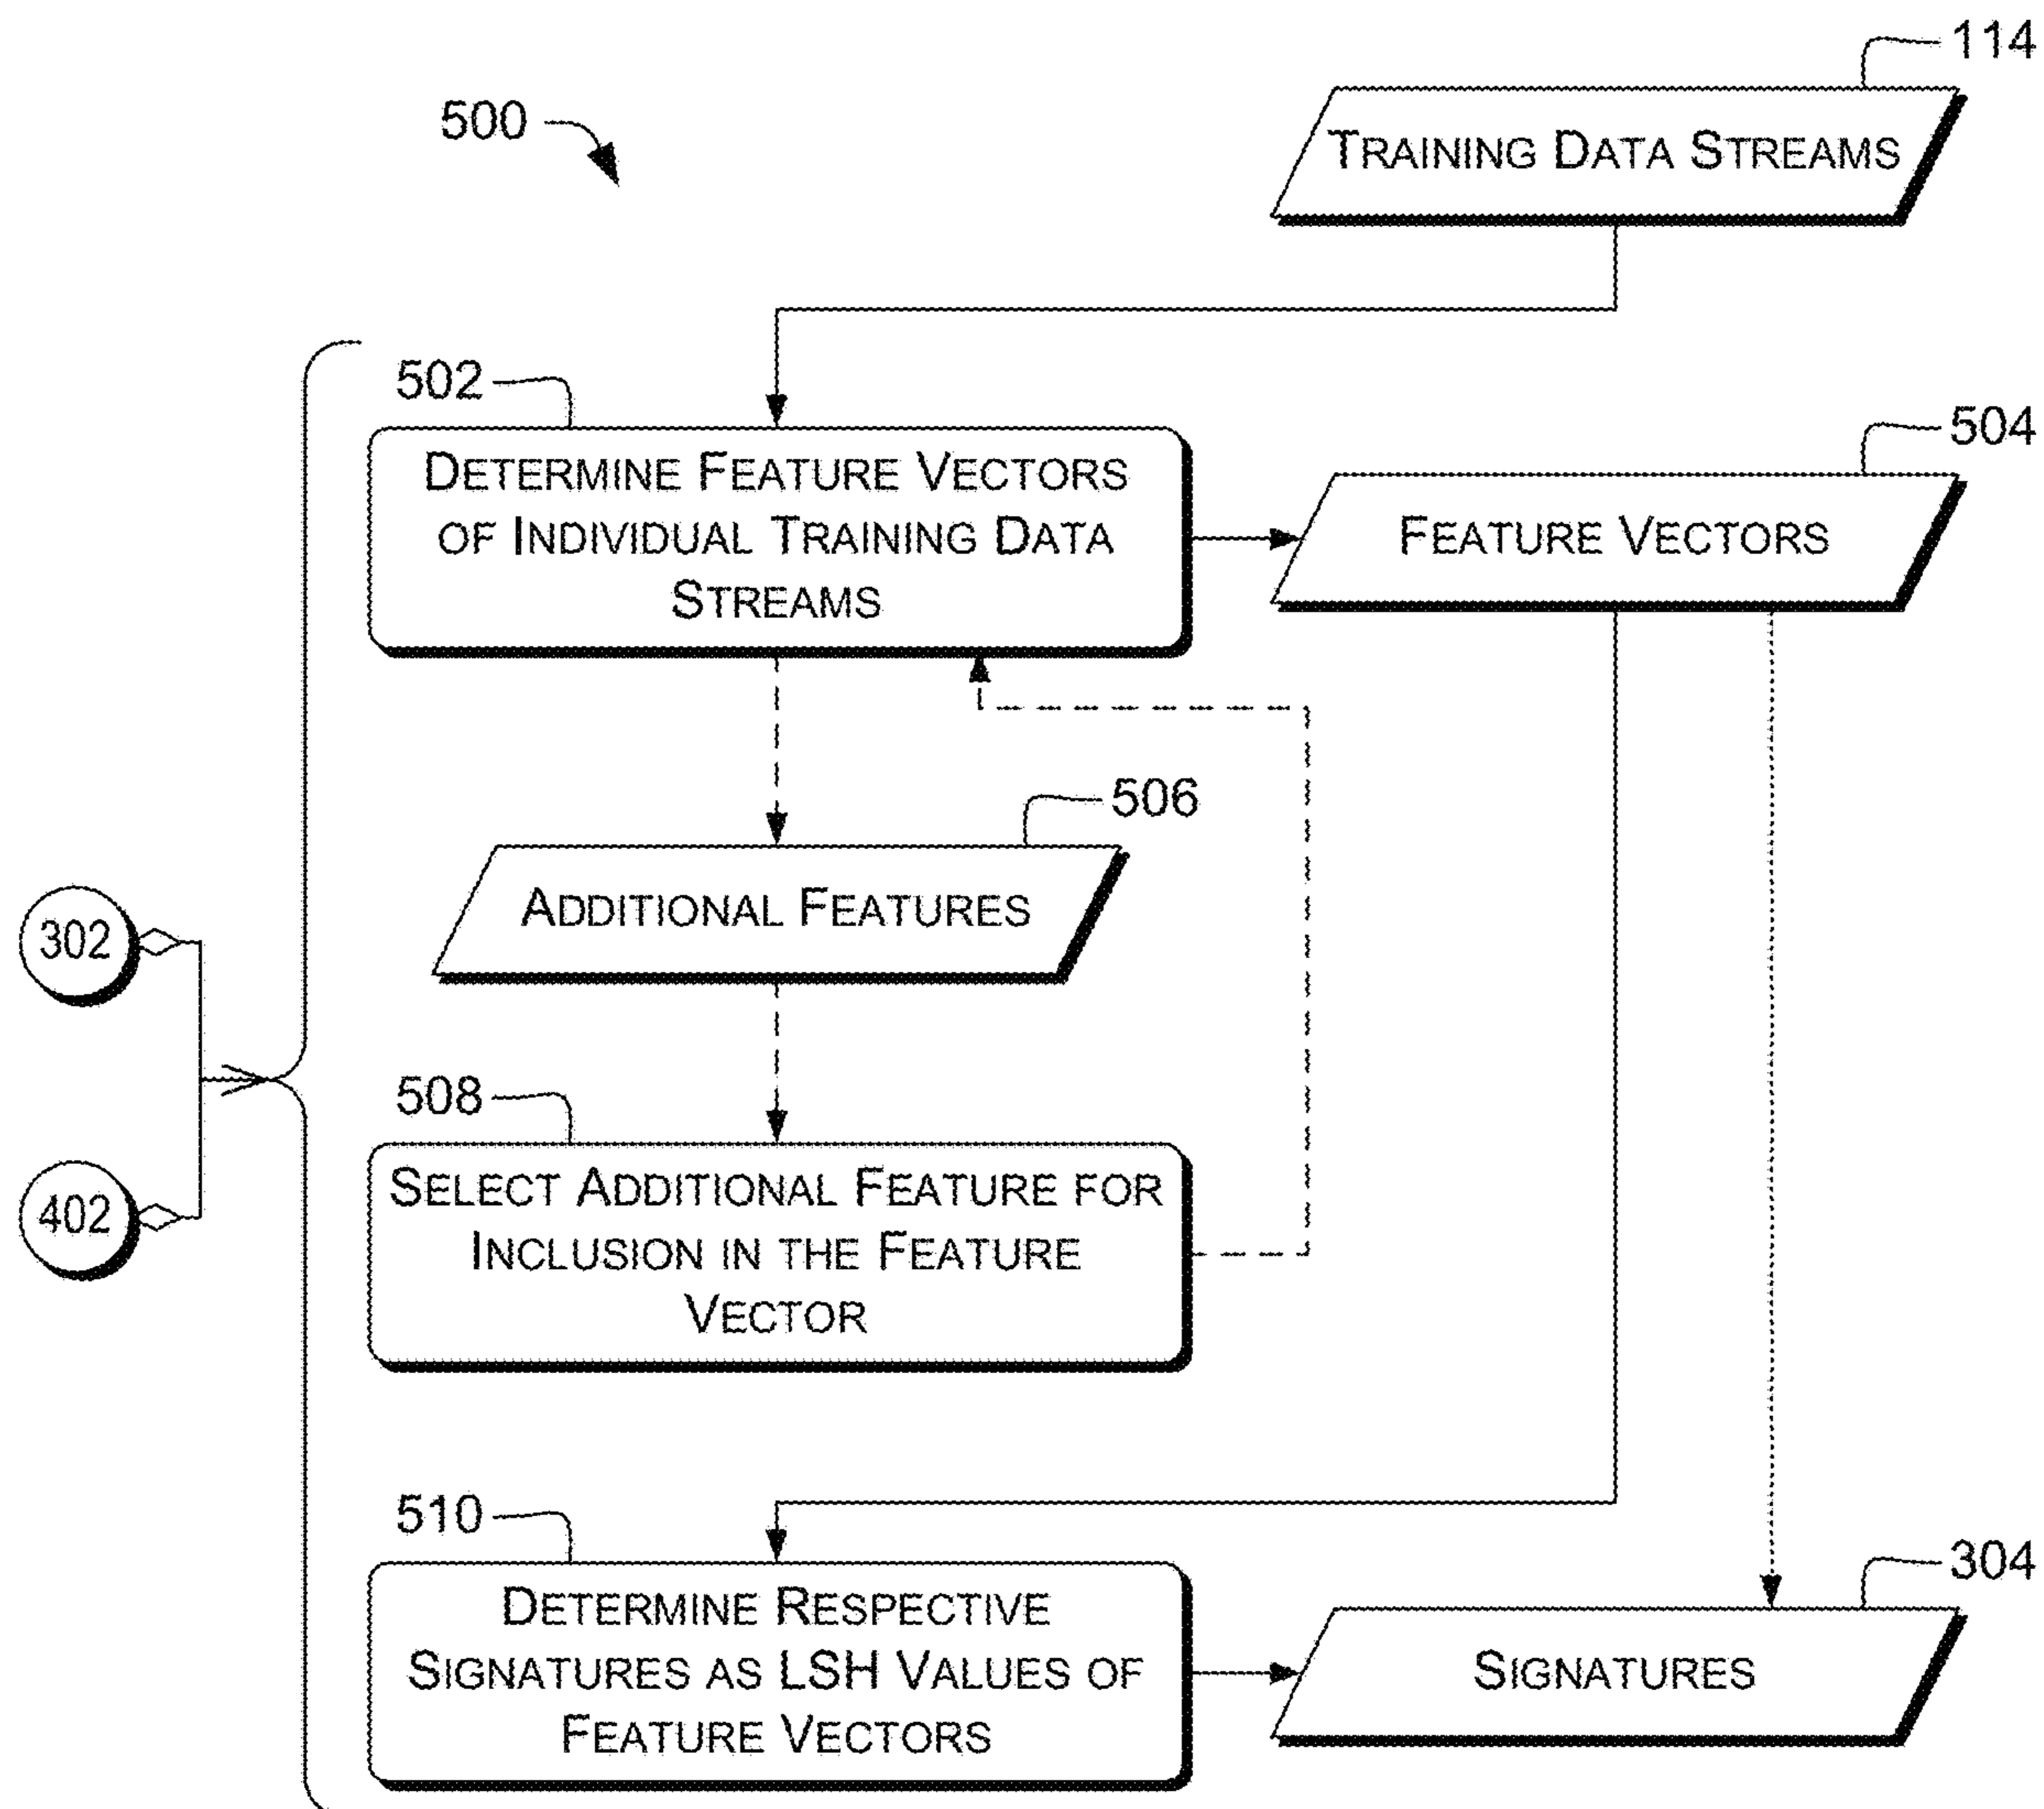 114
500
TRAINING DATA STREAMS
502
504
DETERMINE FEATURE VECTORS
OF INDIVIDUAL TRAINING DATA
STREAMS
FEATURE VECTORS
506
ADDITIONAL FEATURES
302
508
SELECT ADDITIONAL FEATURE FOR
INCLUSION IN THE FEATURE
VECTOR
402
510
304
DETERMINE RESPECTIVE
SIGNATURES AS LSH VALUES OF
FEATURE VECTORS
SIGNATURES